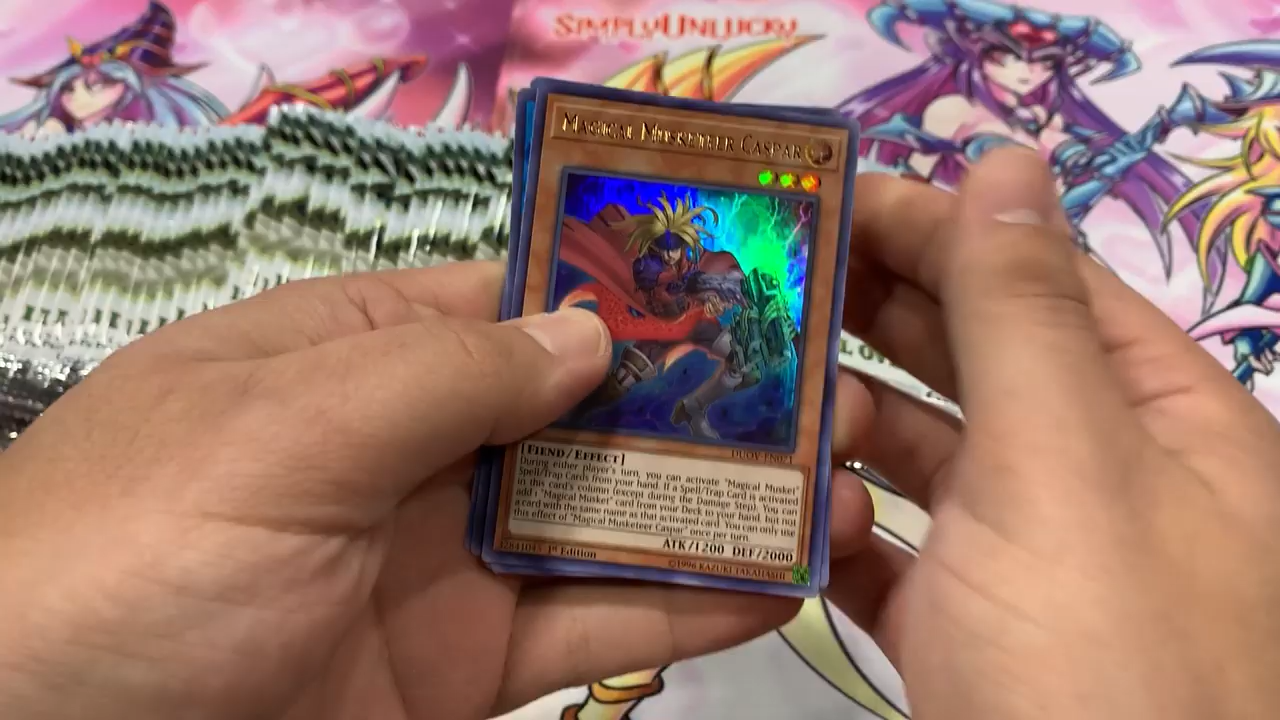 SIMPLYUNLUCKY
MAGICAL MUSKETEER CASPAR
DUOV-EN021
[FIEND/EFFECT]
During either player's turn, you can activate "Magical Musket"
Spell/Trap Cards from your hand. If a Spell/Trap Card is activated
in this card's column (except during the Damage Step): You can
add 1 "Magical Musket" card from your Deck to your hand, but not
a card with the same name as that activated card. You can only use
this effect of "Magical Musketeer Caspar" once per turn.
ATK/1200 DEF/2000
1st Edition
©1996 KAZUKI TAKAHASHI